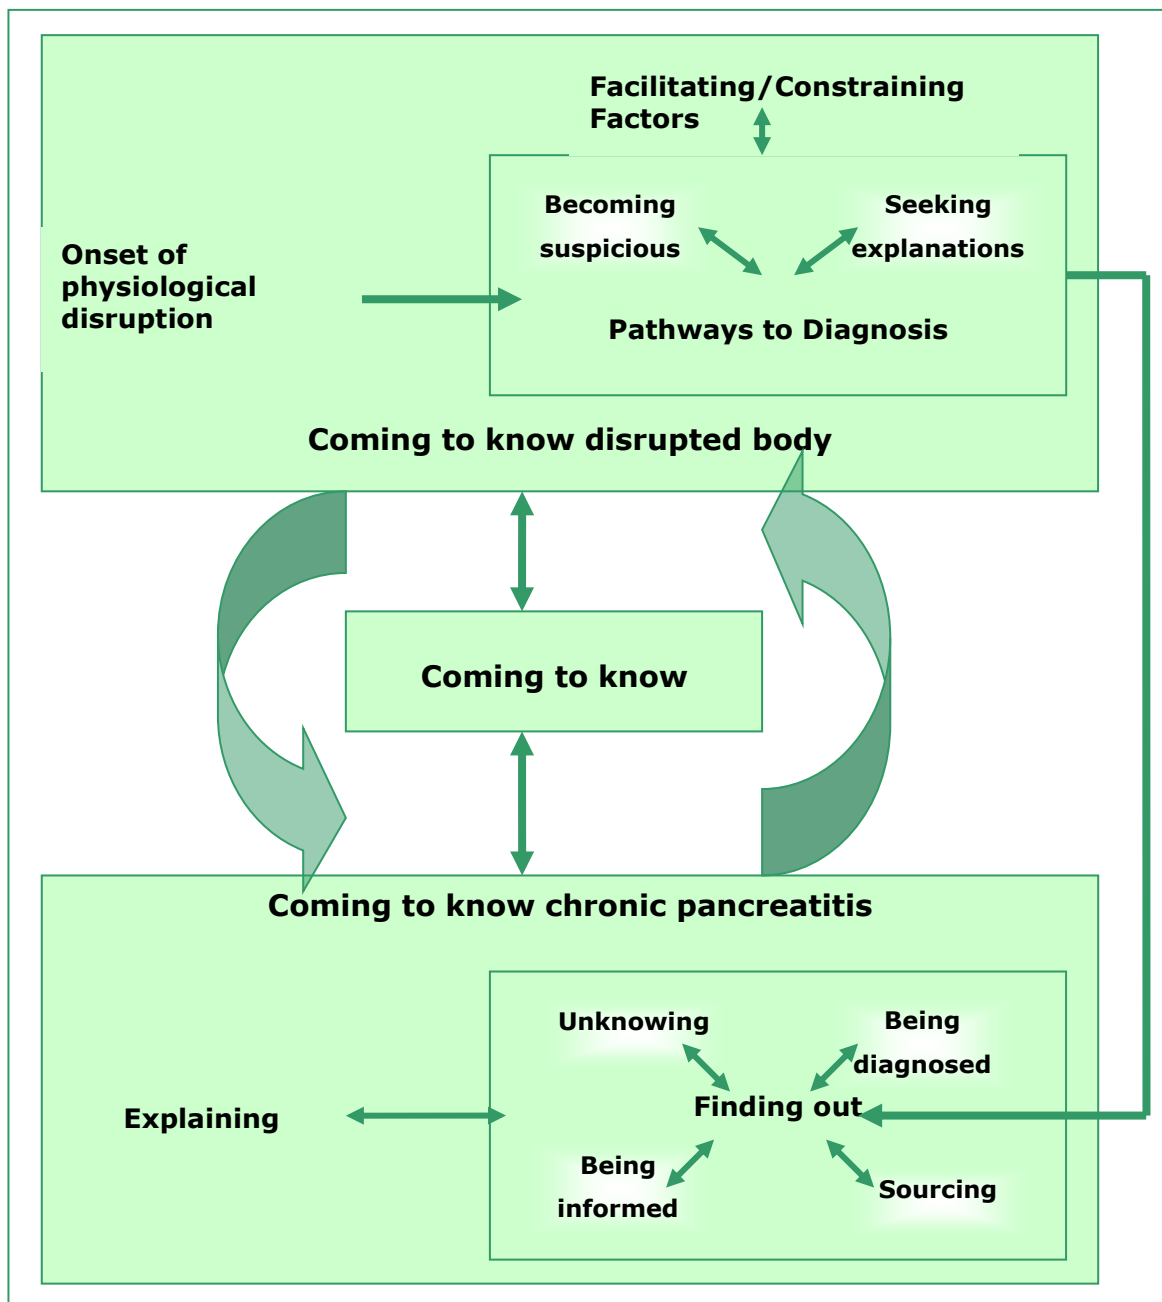 Facilitating/Constraining
Factors
Becoming
suspicious
Seeking
explanations
Onset of
physiological
disruption
Pathways to Diagnosis
Coming to know disrupted body
Coming to know
Coming to know chronic pancreatitis
Unknowing
Being
diagnosed
Finding out
Explaining
Being
informed
Sourcing